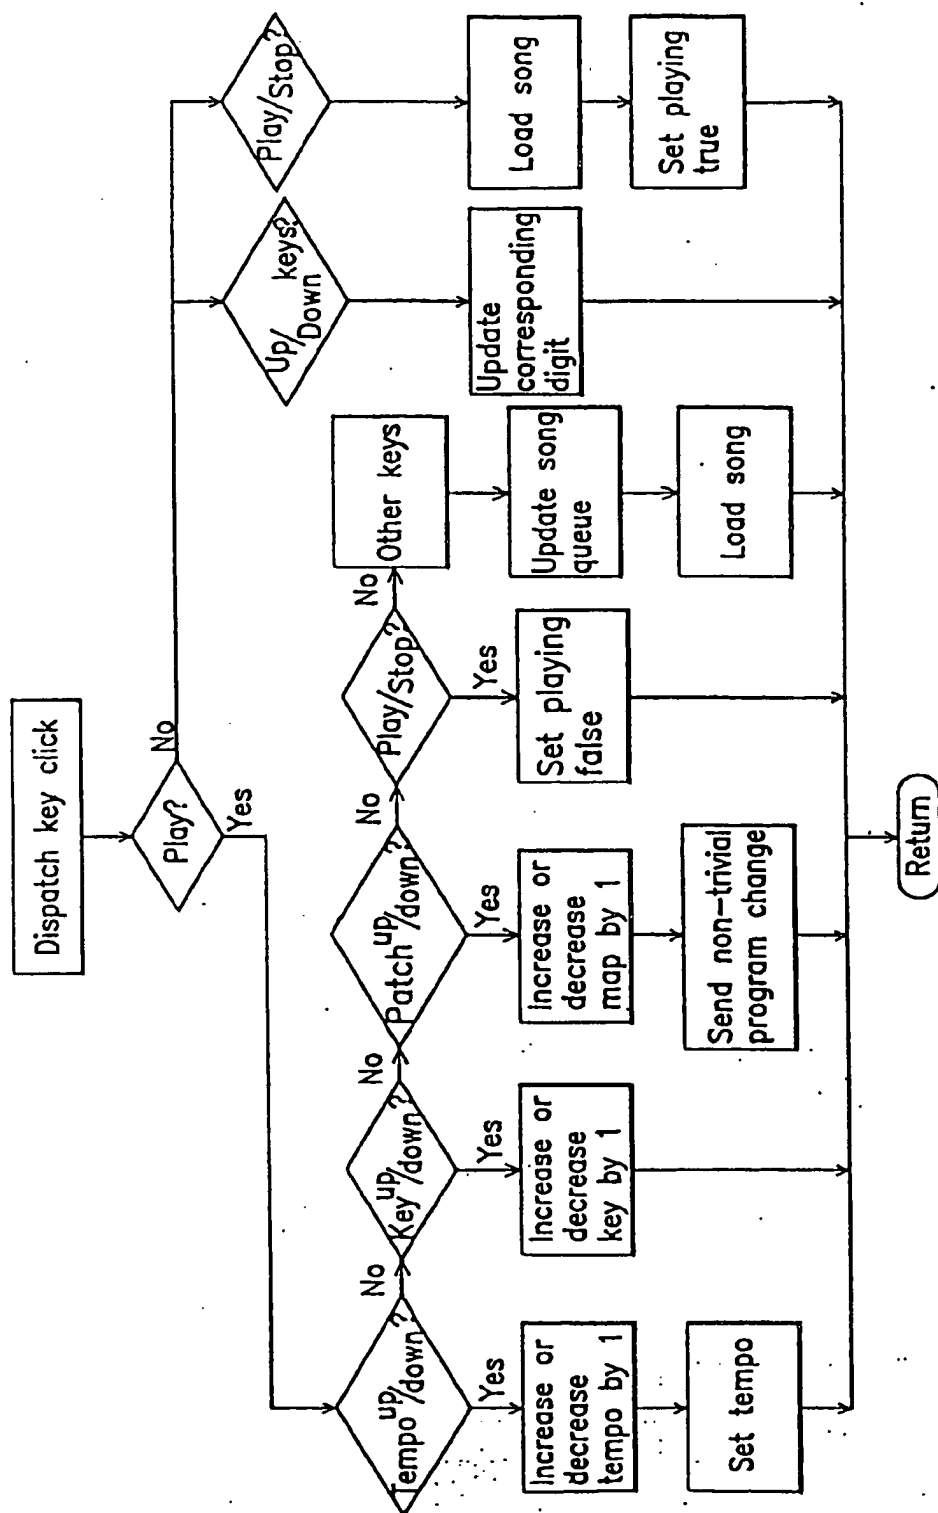 Dispatch key click
Play?
No
Yes
Tempo up/down?
No
Yes
Increase or
decrease
tempo by 1
Set tempo
Key up/down?
No
Yes
Increase or
decrease
key by 1
Patch up/down?
No
Yes
Increase or
decrease
map by 1
Send non-trivial
program change
Play/Stop?
No
Yes
Set playing
false
Other keys
Update song
queue
Load song
Up/
Down keys?
Update
corresponding
digit
Play/Stop?
Load song
Set playing
true
Return